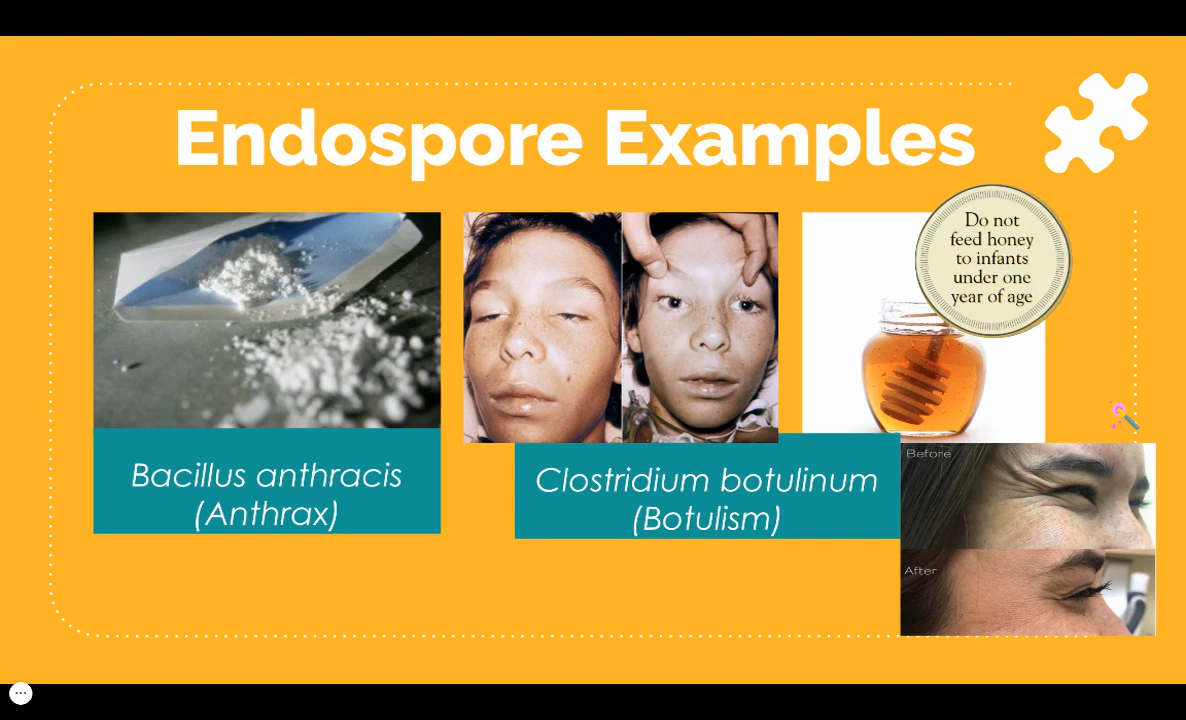 Endospore Examples
Do not
feed honey
to infants
under one
year of age
Bacillus anthracis
(Anthrax)
Clostridium botulinum
(Botulism)
Before
After